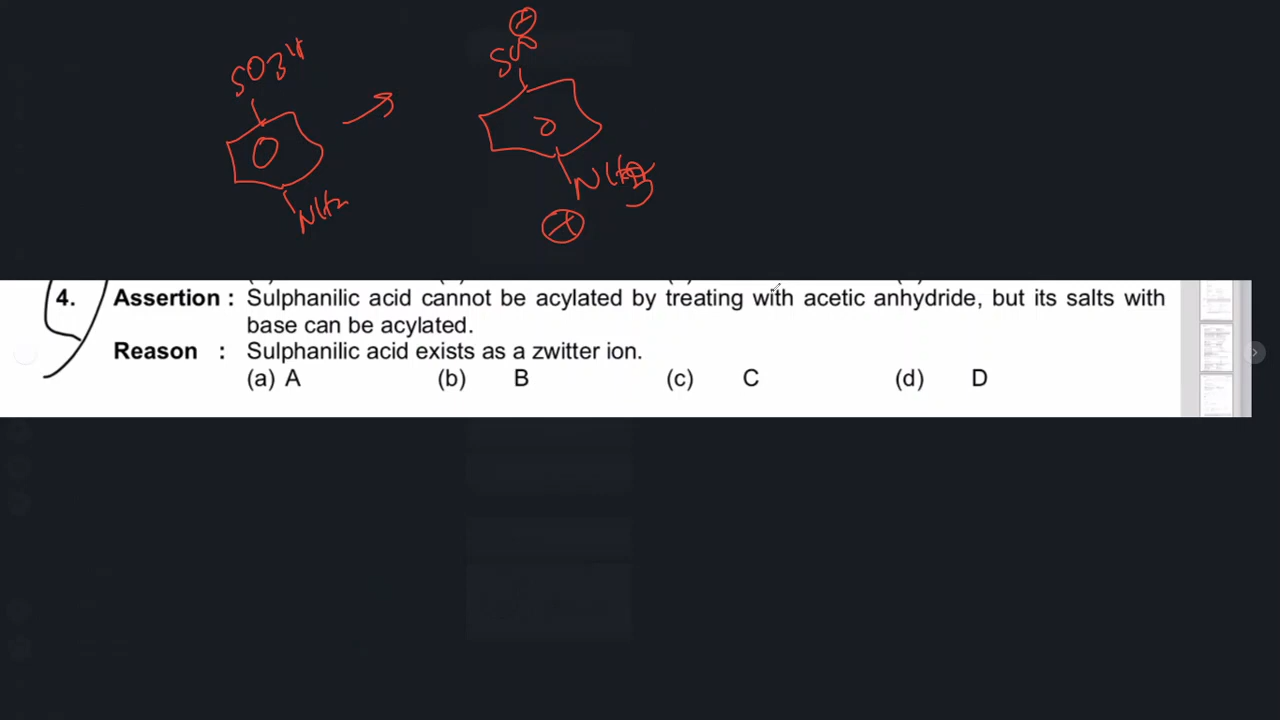 SO3H
NH2
NH3
4. Assertion : Sulphanilic acid cannot be acylated by treating with acetic anhydride, but its salts with
base can be acylated.
Reason : Sulphanilic acid exists as a zwitter ion.
(a) A (b) B (c) C (d) D